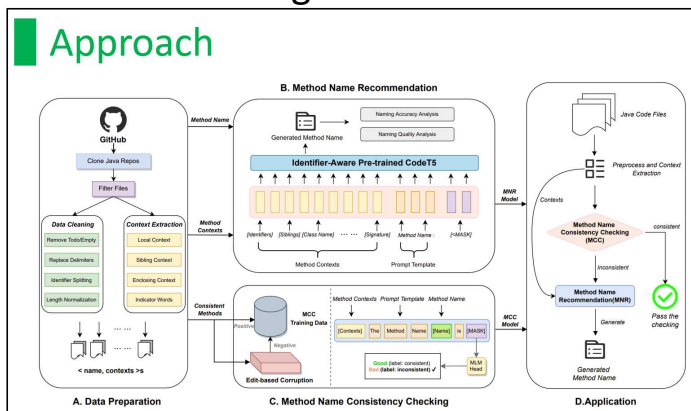 Approach
GitHub
Clone Java Repos
Filter Files
Data Cleaning
Remove Todo/Empty
Replace Delimiters
Identifier Splitting
Length Normalization
Context Extraction
Local Context
Sibling Context
Enclosing Context
Indicator Words
... ...
< name, contexts >s
A. Data Preparation
Method Name
Method Contexts
Consistent Methods
B. Method Name Recommendation
Generated Method Name
Naming Accuracy Analysis
Naming Quality Analysis
Identifier-Aware Pre-trained CodeT5
[Identifiers] [Siblings] [Class Name] ... ... [Signature] Method Name : [<MASK]
Method Contexts
Prompt Template
Positive
MCC Training Data
Negative
Edit-based Corruption
Method Contexts Prompt Template Method Name
[Contexts] The Method Name [Name] is [MASK]
Good (label: consistent)
Bad (label: inconsistent) ✓
MLM Head
C. Method Name Consistency Checking
MNR Model
MCC Model
Java Code Files
Preprocess and Context Extraction
Contexts
Method Name Consistency Checking (MCC)
consistent
Inconsistent
Method Name Recommendation(MNR)
Pass the checking
Generate
Generated Method Name
D.Application